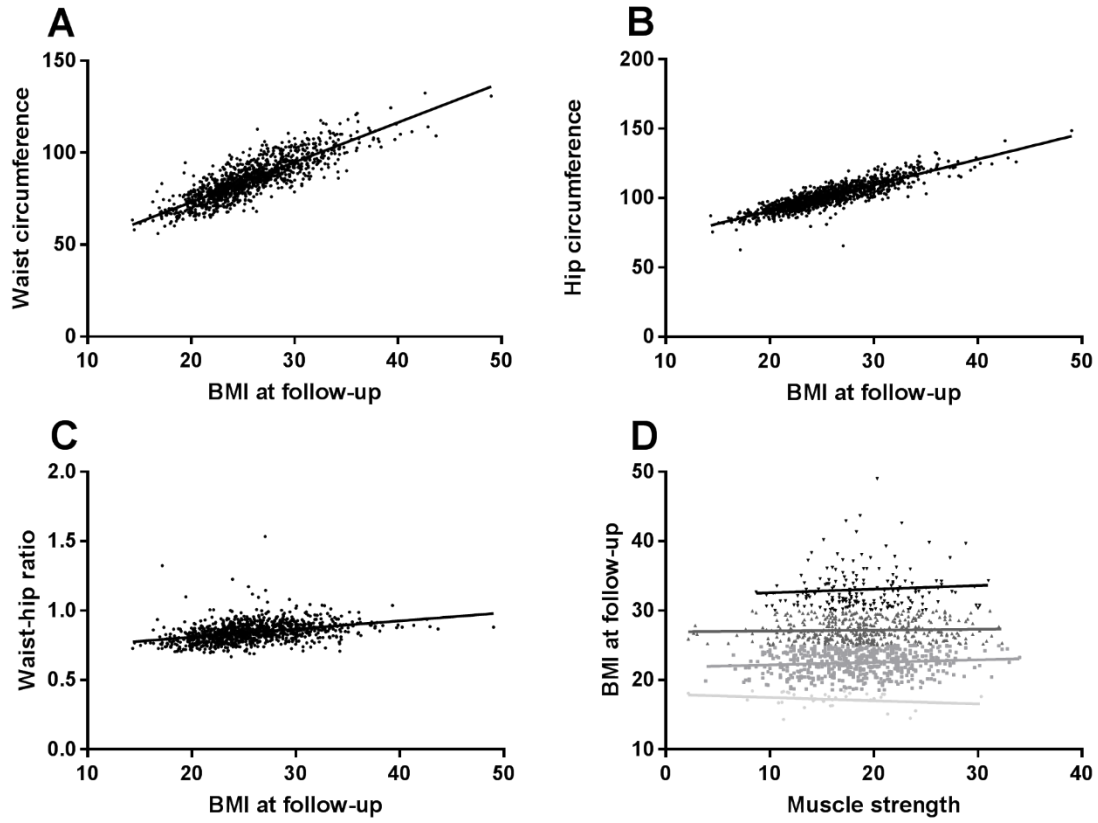 A
150
100
50
0
Waist circumference
10 20 30 40 50
BMI at follow-up
B
200
150
100
50
0
Hip circumference
10 20 30 40 50
BMI at follow-up
C
2.0
1.5
1.0
0.5
0.0
Waist-hip ratio
10 20 30 40 50
BMI at follow-up
D
50
40
30
20
10
BMI at follow-up
0 10 20 30 40
Muscle strength